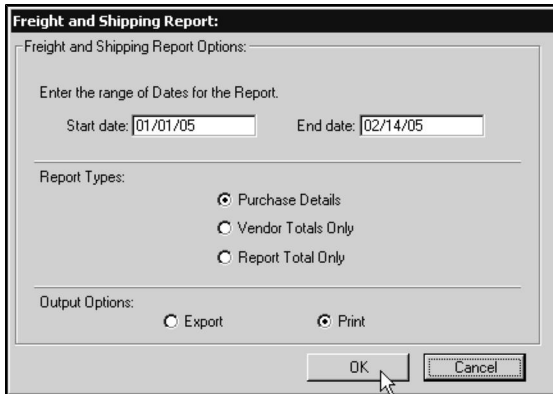 Freight and Shipping Report:
Freight and Shipping Report Options:
Enter the range of Dates for the Report.
Start date: 01/01/05 End date: 02/14/05
Report Types:
Purchase Details
Vendor Totals Only
Report Total Only
Output Options:
Export Print
OK Cancel